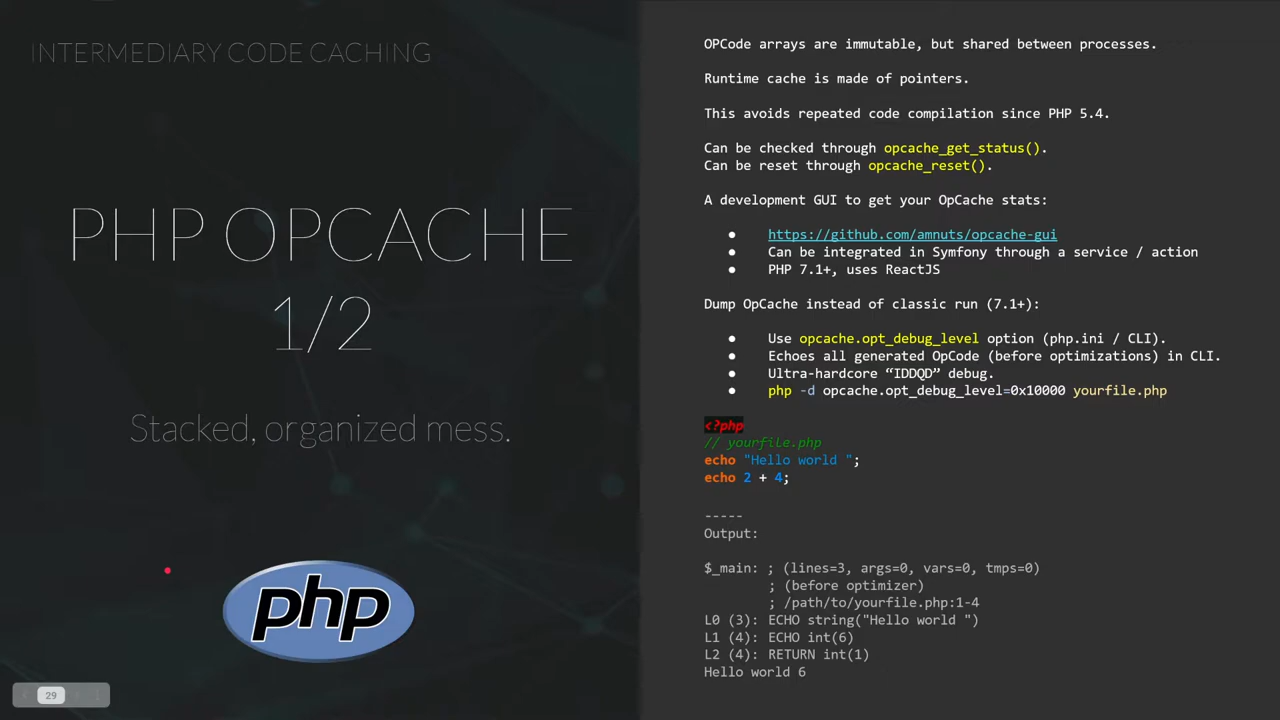 INTERMEDIARY CODE CACHING
PHP OPCACHE
1/2
Stacked, organized mess.
php
29
OPCode arrays are immutable, but shared between processes.
Runtime cache is made of pointers.
This avoids repeated code compilation since PHP 5.4.
Can be checked through opcache_get_status().
Can be reset through opcache_reset().
A development GUI to get your OpCache stats:
● https://github.com/amnuts/opcache-gui
● Can be integrated in Symfony through a service / action
● PHP 7.1+, uses ReactJS
Dump OpCache instead of classic run (7.1+):
● Use opcache.opt_debug_level option (php.ini / CLI).
● Echoes all generated OpCode (before optimizations) in CLI.
● Ultra-hardcore “IDDQD” debug.
● php -d opcache.opt_debug_level=0x10000 yourfile.php
<?php
// yourfile.php
echo "Hello world ";
echo 2 + 4;
-----
Output:
$_main: ; (lines=3, args=0, vars=0, tmps=0)
; (before optimizer)
; /path/to/yourfile.php:1-4
L0 (3): ECHO string("Hello world ")
L1 (4): ECHO int(6)
L2 (4): RETURN int(1)
Hello world 6